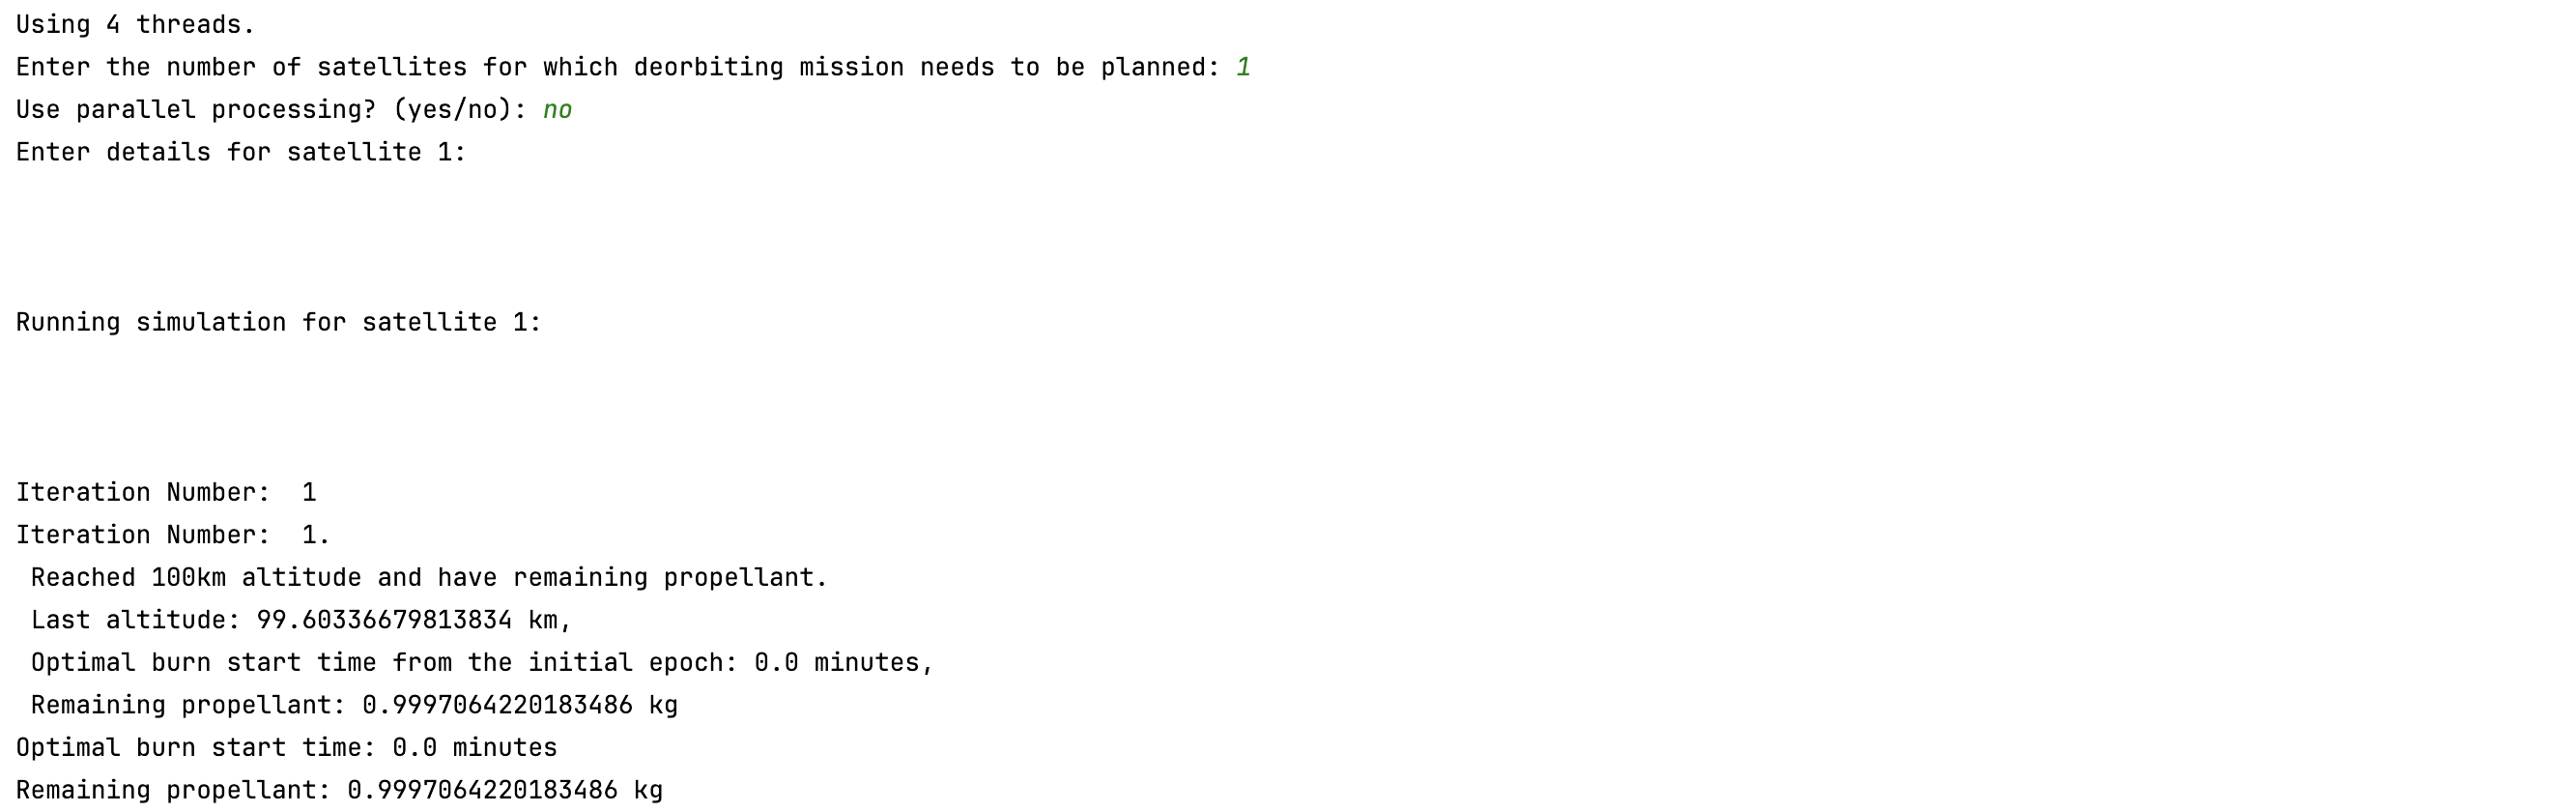 Using 4 threads.
Enter the number of satellites for which deorbiting mission needs to be planned: 1
Use parallel processing? (yes/no): no
Enter details for satellite 1:
Running simulation for satellite 1:
Iteration Number:  1
Iteration Number:  1.
 Reached 100km altitude and have remaining propellant.
 Last altitude: 99.60336679813834 km,
 Optimal burn start time from the initial epoch: 0.0 minutes,
 Remaining propellant: 0.9997064220183486 kg
Optimal burn start time: 0.0 minutes
Remaining propellant: 0.9997064220183486 kg